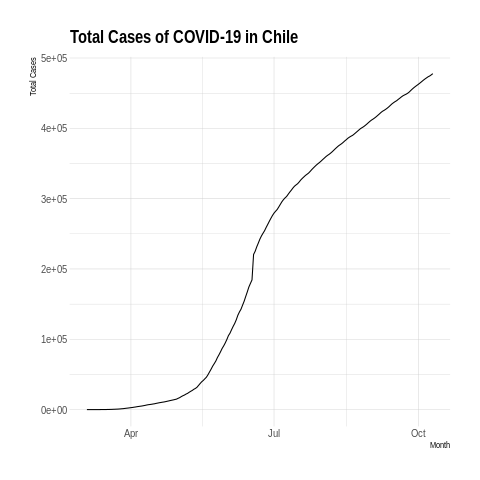 Total Cases of COVID-19 in Chile
Total Cases
5e+05
4e+05
3e+05
2e+05
1e+05
0e+00
Apr
Jul
Oct
Month